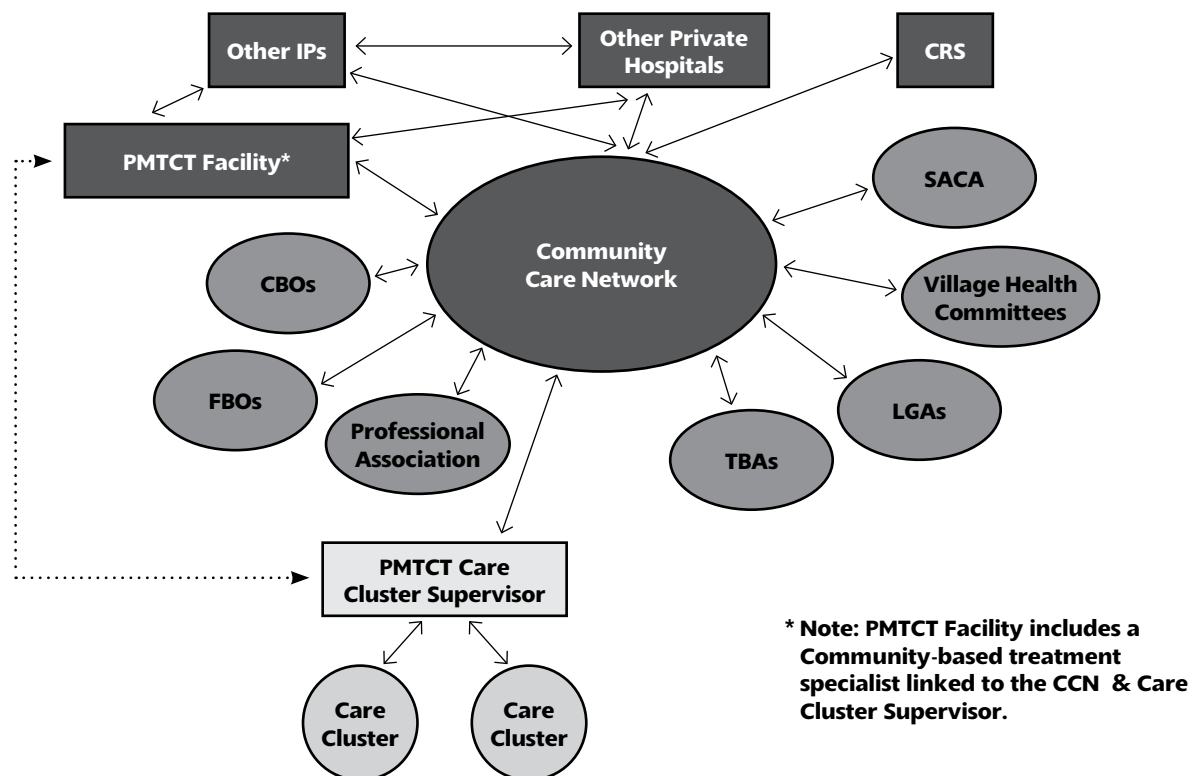 Other IPs
Other Private
Hospitals
CRS
PMTCT Facility*
SACA
Community
Care Network
CBOs
Village Health
Committees
FBOs
LGAs
Professional
Association
TBAs
PMTCT Care
Cluster Supervisor
* Note: PMTCT Facility includes a
Community-based treatment
specialist linked to the CCN & Care
Cluster Supervisor.
Care
Cluster
Care
Cluster